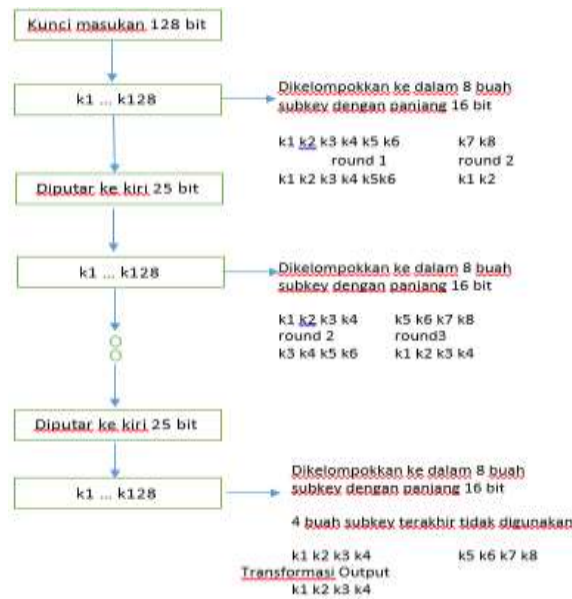 Kunci masukan 128 bit
k1 ... k128
Dikelompokkan ke dalam 8 buah
subkey dengan panjang 16 bit
k1 k2 k3 k4 k5 k6 k7 k8
round 1 round 2
k1 k2 k3 k4 k5k6 k1 k2
Diputar ke kiri 25 bit
k1 ... k128
Dikelompokkan ke dalam 8 buah
subkey dengan panjang 16 bit
k1 k2 k3 k4 k5 k6 k7 k8
round 2 round3
k3 k4 k5 k6 k1 k2 k3 k4
Diputar ke kiri 25 bit
k1 ... k128
Dikelompokkan ke dalam 8 buah
subkey dengan panjang 16 bit
4 buah subkey terakhir tidak digunakan
k1 k2 k3 k4 k5 k6 k7 k8
Transformasi Output
k1 k2 k3 k4